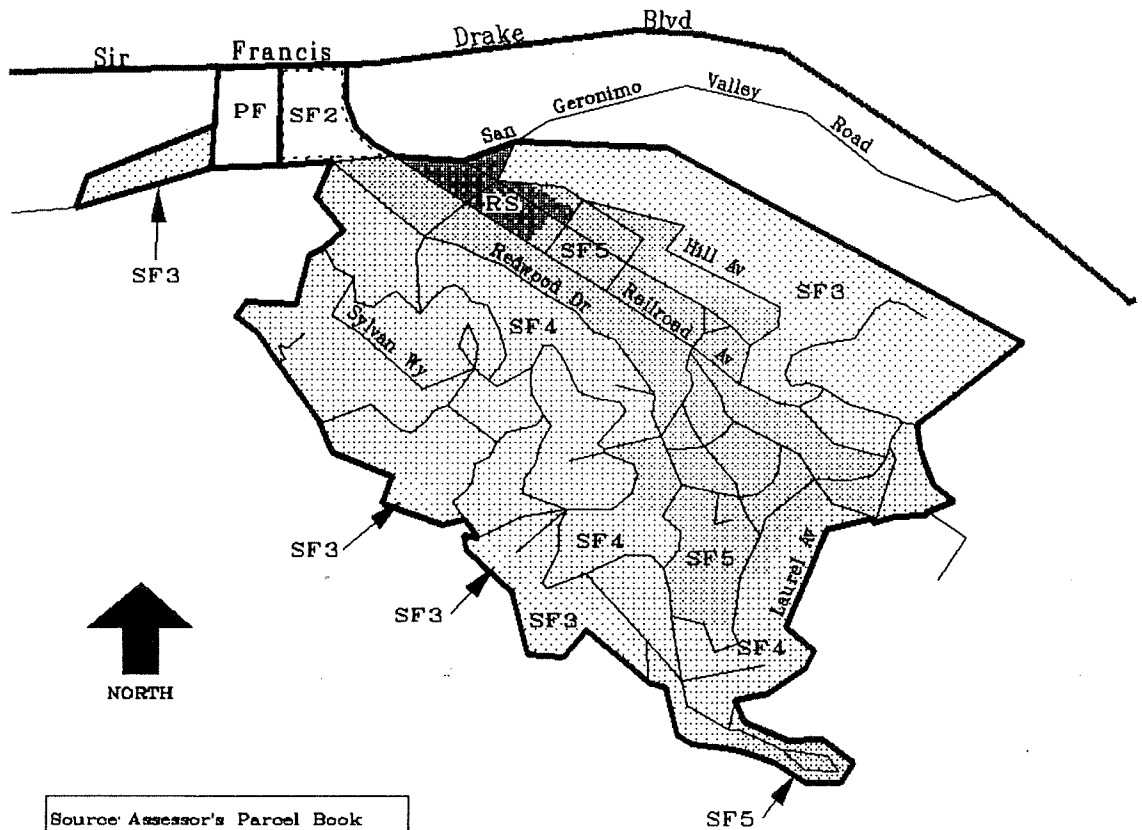 Sir Francis Drake Blvd
PF
SF2
San Geronimo Valley Road
RS
SF3
SF5
Hill Av
SF3
Redwood Dr
Railroad Av
SF4
Sylvan Wy
SF3
SF4
SF5
Laurel Av
SF3
SF3
SF4
NORTH
SF5
Source: Assessor's Parcel Book